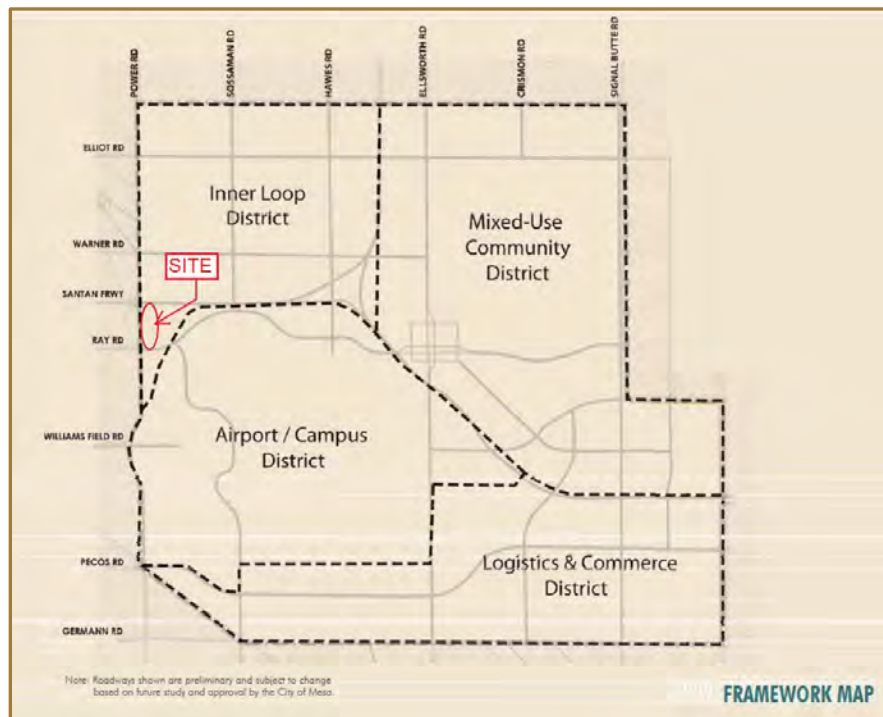 POWER RD
SOSSAMAN RD
HAWES RD
ELLSWORTH RD
CRISMON RD
SIGNAL BUTTE RD
ELLIOT RD
Inner Loop
District
Mixed-Use
Community
District
WARNER RD
SITE
SANTAN FRWY
RAY RD
WILLIAMS FIELD RD
Airport / Campus
District
PECOS RD
Logistics & Commerce
District
GERMANN RD
Note: Roadways shown are preliminary and subject to change
based on future study and approval by the City of Mesa.
FRAMEWORK MAP